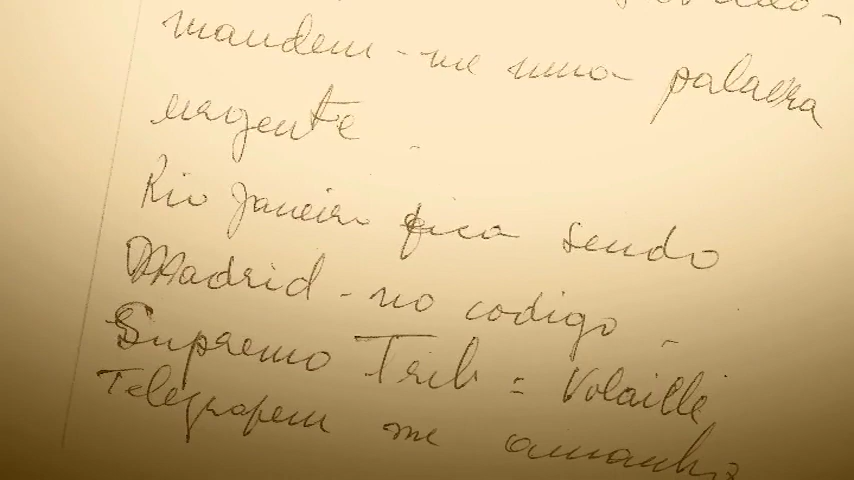 mandem-me uma palavra
urgente.
Rio Janeiro fica sendo
Madrid - no codigo -
Supremo Trib = Volaille
Telegrafem me amanhã